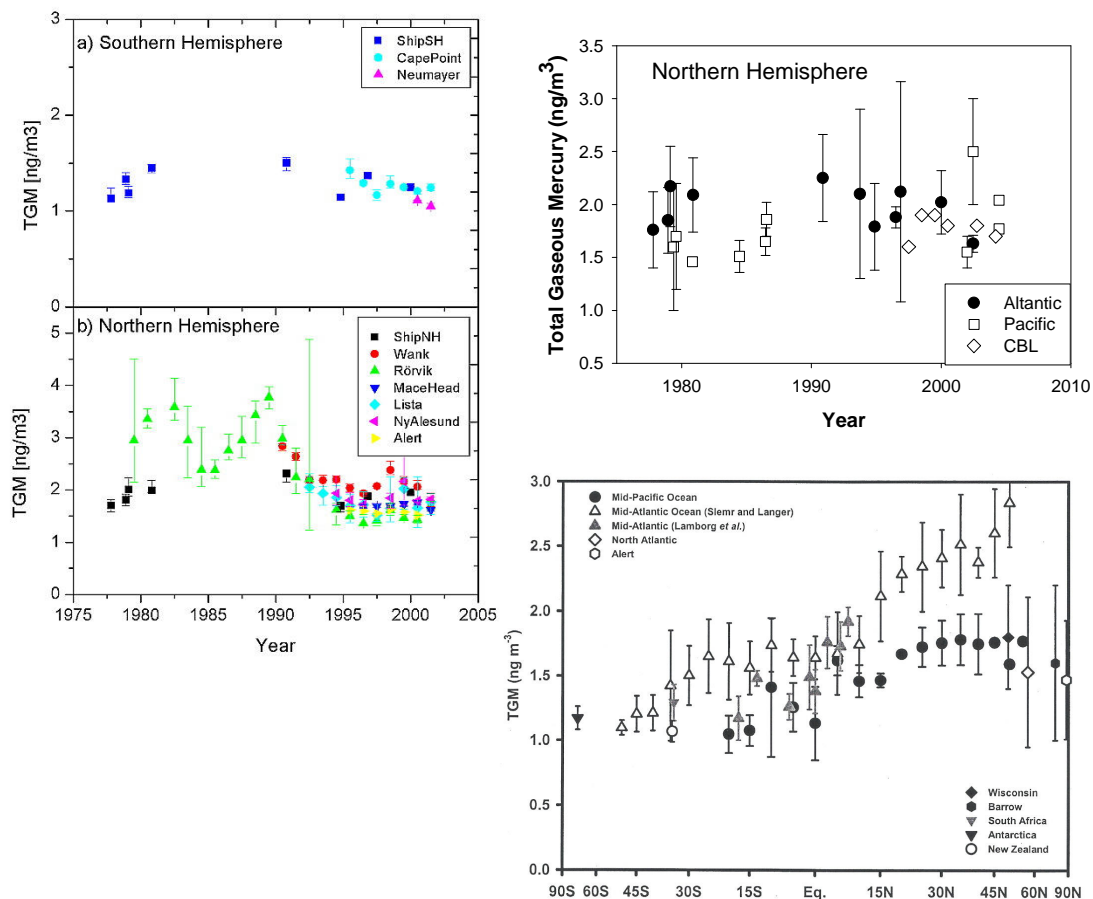 3
a) Southern Hemisphere
ShipSH
CapePoint
Neumayer
2
1
0
TGM [ng/m3]
b) Northern Hemisphere
ShipNH
Wank
Rörvik
MaceHead
Lista
NyAlesund
Alert
5
4
3
2
1
0
TGM [ng/m3]
1975 1980 1985 1990 1995 2000 2005
Year
3.5
Northern Hemisphere
3.0
2.5
2.0
1.5
1.0
0.5
Total Gaseous Mercury (ng/m3)
Altantic
Pacific
CBL
1980 1990 2000 2010
Year
3.0
Mid-Pacific Ocean
Mid-Atlantic Ocean (Slemr and Langer)
Mid-Atlantic (Lamborg et al.)
North Atlantic
Alert
2.5
2.0
1.5
1.0
0.5
0.0
TGM (ng m-3)
Wisconsin
Barrow
South Africa
Antarctica
New Zealand
90S 60S 45S 30S 15S Eq. 15N 30N 45N 60N 90N